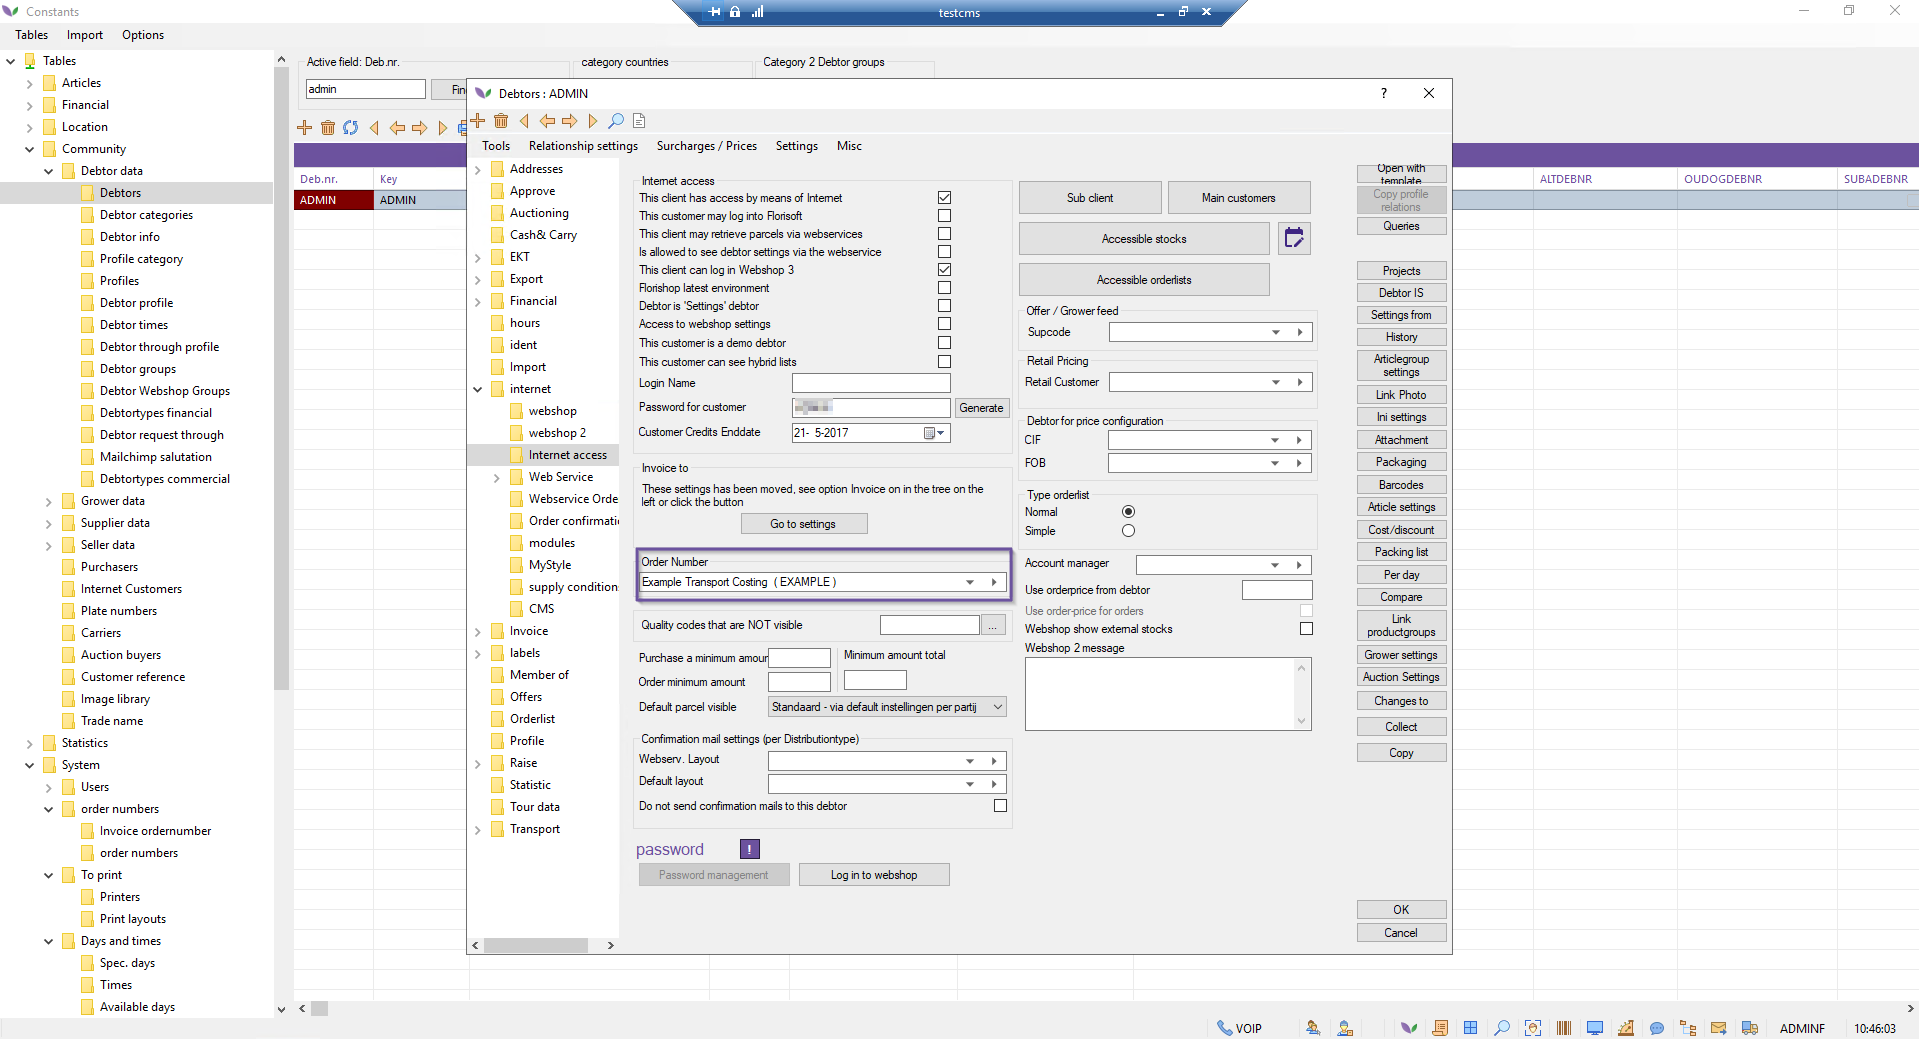 Constants
testcms
Tables Import Options
Tables
Articles
Financial
Location
Community
Debtor data
Debtors
Debtor categories
Debtor info
Profile category
Profiles
Debtor profile
Debtor times
Debtor through profile
Debtor groups
Debtor Webshop Groups
Debtortypes financial
Debtor request through
Mailchimp salutation
Debtortypes commercial
Grower data
Supplier data
Seller data
Purchasers
Internet Customers
Plate numbers
Carriers
Auction buyers
Customer reference
Image library
Trade name
Statistics
System
Users
order numbers
Invoice ordernumber
order numbers
To print
Printers
Print layouts
Days and times
Spec. days
Times
Available days
Active field: Deb.nr.
category countries
Category 2 Debtor groups
admin
Fin
Deb.nr. Key
ALTDEBNR OUDOGDEBNR SUBADEBNR
ADMIN ADMIN
Debtors : ADMIN
?
Tools Relationship settings Surcharges / Prices Settings Misc
Addresses
Approve
Auctioning
Cash& Carry
EKT
Export
Financial
hours
ident
Import
internet
webshop
webshop 2
Internet access
Web Service
Webservice Orde
Order confirmati
modules
MyStyle
supply condition
CMS
Invoice
labels
Member of
Offers
Orderlist
Profile
Raise
Statistic
Tour data
Transport
Internet access
This client has access by means of Internet
This customer may log into Florisoft
This client may retrieve parcels via webservices
Is allowed to see debtor settings via the webservice
This client can log in Webshop 3
Florishop latest environment
Debtor is 'Settings' debtor
Access to webshop settings
This customer is a demo debtor
This customer can see hybrid lists
Login Name
Password for customer
Generate
Customer Credits Enddate
21- 5-2017
Invoice to
These settings has been moved, see option Invoice on in the tree on the
left or click the button
Go to settings
Order Number
Example Transport Costing ( EXAMPLE )
Quality codes that are NOT visible
...
Purchase a minimum amour
Minimum amount total
Order minimum amount
Default parcel visible
Standaard - via default instellingen per partij
Confirmation mail settings (per Distributiontype)
Webserv. Layout
Default layout
Do not send confirmation mails to this debtor
password
!
Password management
Log in to webshop
Sub client
Main customers
Accessible stocks
Accessible orderlists
Offer / Grower feed
Supcode
Retail Pricing
Retail Customer
Debtor for price configuration
CIF
FOB
Type orderlist
Normal
Simple
Account manager
Use orderprice from debtor
Use order-price for orders
Webshop show external stocks
Webshop 2 message
Open with
template
Copy profile
relations
Queries
Projects
Debtor IS
Settings from
History
Articlegroup
settings
Link Photo
Ini settings
Attachment
Packaging
Barcodes
Article settings
Cost/discount
Packing list
Per day
Compare
Link
productgroups
Grower settings
Auction Settings
Changes to
Collect
Copy
OK
Cancel
VOIP
ADMINF
10:46:03